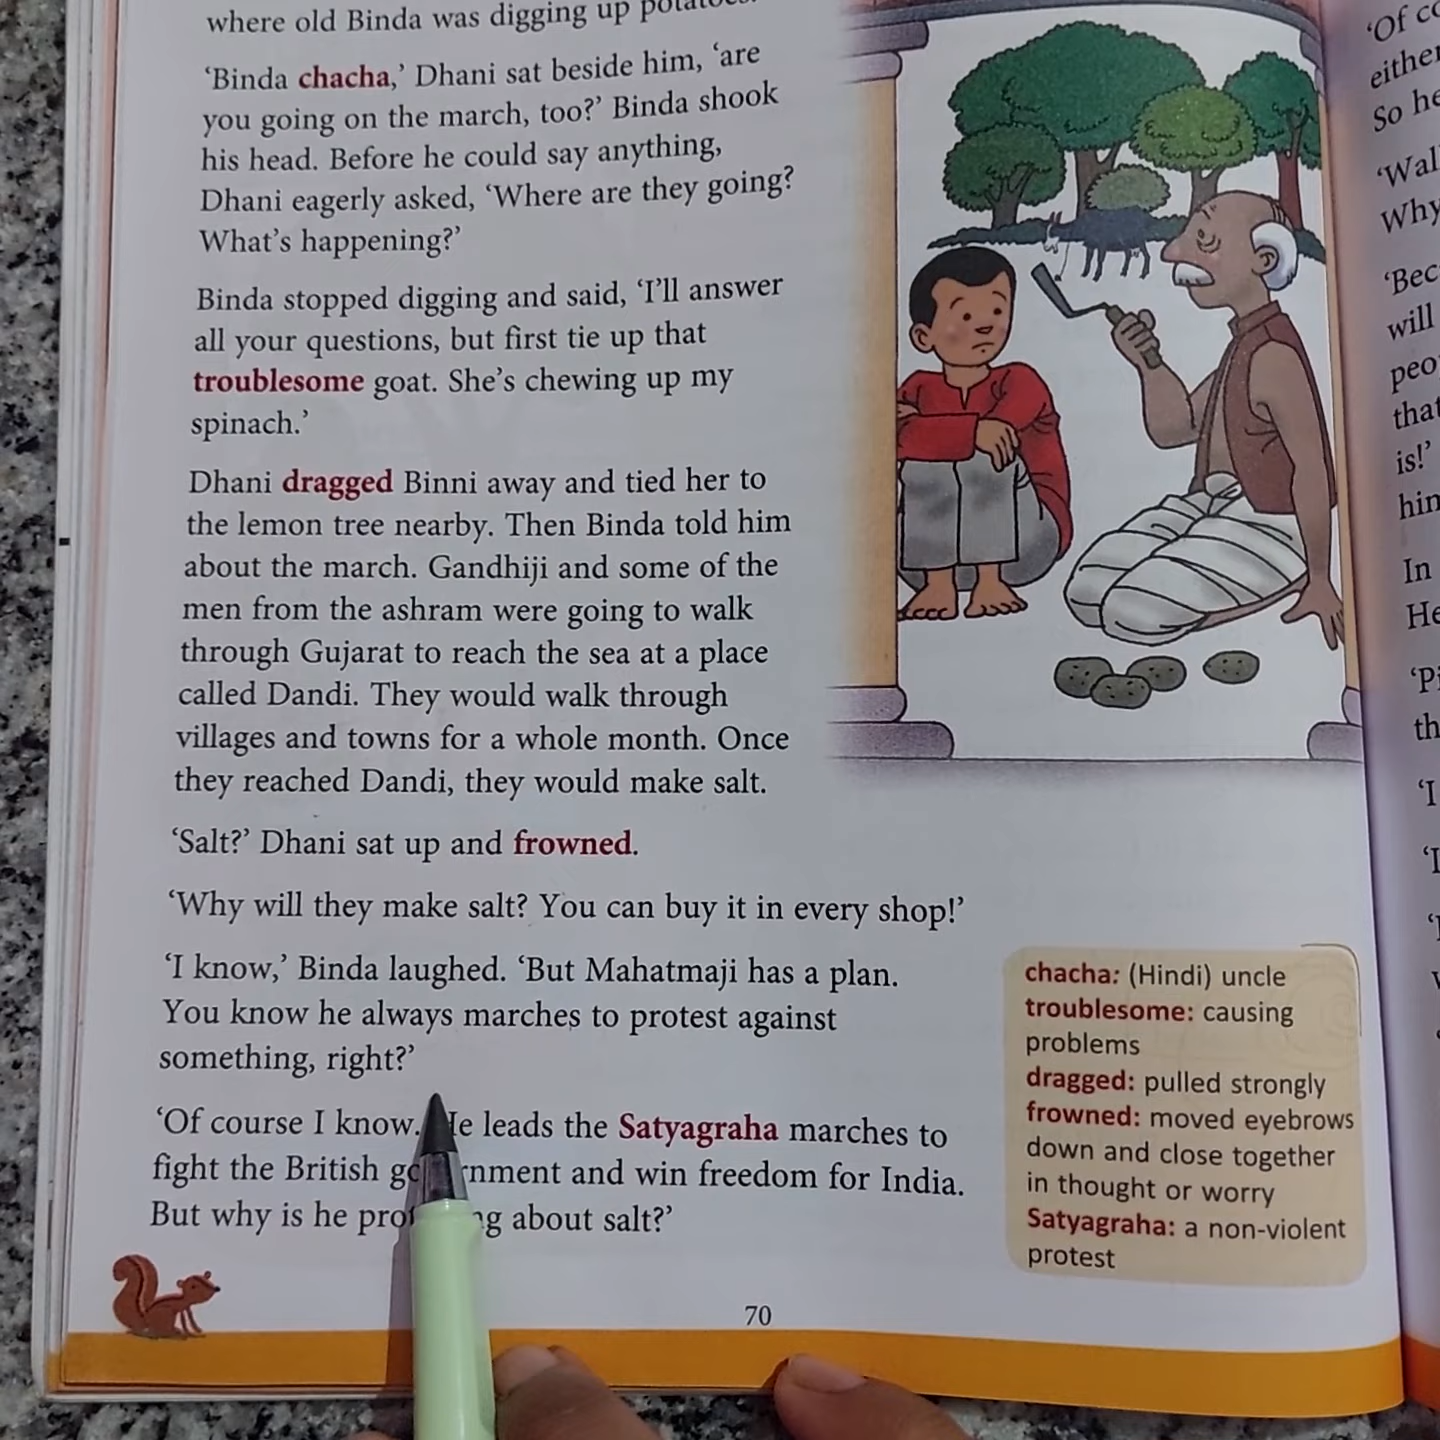 where old Binda was digging up potatoes.
‘Binda chacha,’ Dhani sat beside him, ‘are
you going on the march, too?’ Binda shook
his head. Before he could say anything,
Dhani eagerly asked, ‘Where are they going?
What’s happening?’
Binda stopped digging and said, ‘I’ll answer
all your questions, but first tie up that
troublesome goat. She’s chewing up my
spinach.’
Dhani dragged Binni away and tied her to
the lemon tree nearby. Then Binda told him
about the march. Gandhiji and some of the
men from the ashram were going to walk
through Gujarat to reach the sea at a place
called Dandi. They would walk through
villages and towns for a whole month. Once
they reached Dandi, they would make salt.
‘Salt?’ Dhani sat up and frowned.
‘Why will they make salt? You can buy it in every shop!’
‘I know,’ Binda laughed. ‘But Mahatmaji has a plan.
You know he always marches to protest against
something, right?’
‘Of course I know. He leads the Satyagraha marches to
fight the British and win freedom for India.
But why is he about salt?’
chacha: (Hindi) uncle
troublesome: causing
problems
dragged: pulled strongly
frowned: moved eyebrows
down and close together
in thought or worry
Satyagraha: a non-violent
protest
70
‘Of
either
So he
Why
will
that
is!’
In
He
‘I